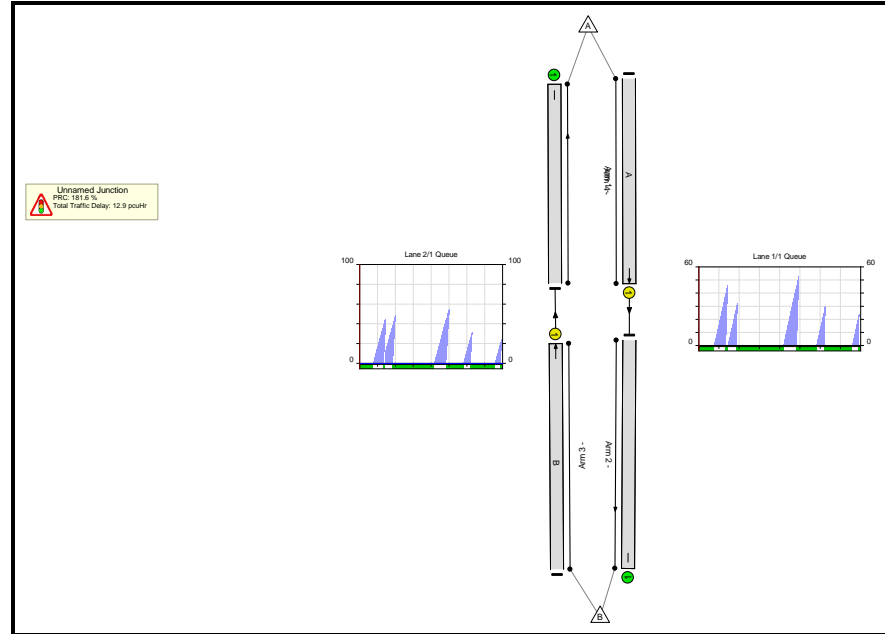 A
A
Unnamed Junction
PRC: 181.6 %
Total Traffic Delay: 12.9 pcuHr
Lane 2/1 Queue
100
100
0
0
Lane 1/1 Queue
60
60
0
0
B
Arm 3 -
Arm 2 -
B